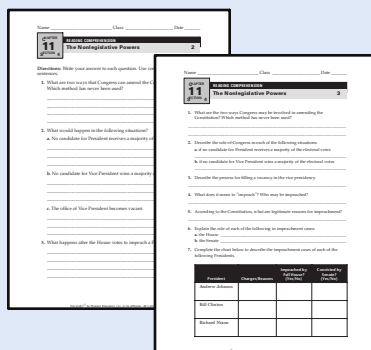 Name Class Date
CHAPTER
11
SECTION 4
READING COMPREHENSION
The Nonlegislative Powers 2
Directions: Write your answer to each question. Use
sentences.
1. What are two ways that Congress can amend the C
Which method has never been used?
2. What would happen in the following situations?
a. No candidate for President receives a majority of
b. No candidate for Vice President wins a majority
c. The office of Vice President becomes vacant.
3. What happens after the House votes to impeach a
Name Class Date
CHAPTER
11
SECTION 4
READING COMPREHENSION
The Nonlegislative Powers 3
1. What are the two ways Congress may be involved in amending the
Constitution? Which method has never been used?
2. Describe the role of Congress in each of the following situations:
a. if no candidate for President receives a majority of the electoral votes
b. if no candidate for Vice President wins a majority of the electoral votes
3. Describe the process for filling a vacancy in the vice presidency.
4. What does it mean to "impeach"? Who may be impeached?
5. According to the Constitution, what are legitimate reasons for impeachment?
6. Explain the role of each of the following in impeachment cases.
a. the House
b. the Senate
7. Complete the chart below to describe the impeachment cases of each of the
following Presidents.
President Charges/Reasons Impeached by Full House? (Yes/No) Convicted by Senate? (Yes/No)
Andrew Johnson
Bill Clinton
Richard Nixon